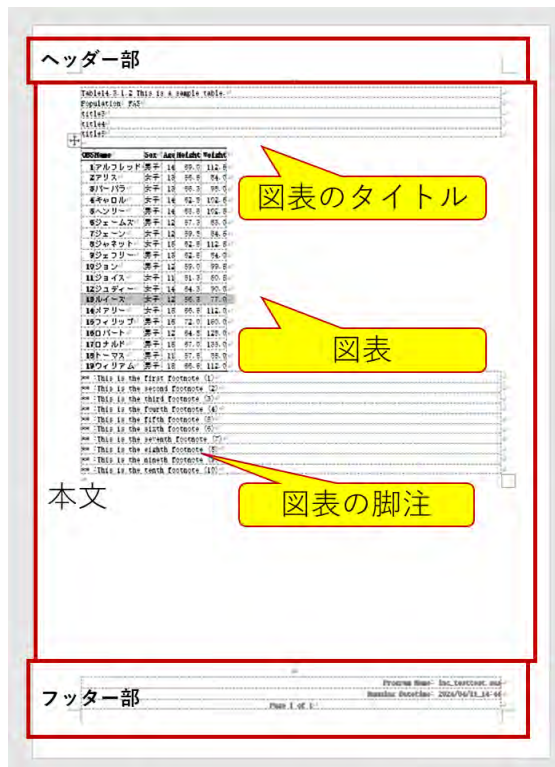 ヘッダー部
Table14.3.1.2 This is a sample table.
Population: FAS
title3
title4
title5
OBS Name Sex Age Height Weight
1 アルフレッド 男子 14 69.0 112.5
2 アリス 女子 13 56.5 84.0
3 バーバラ 女子 13 65.3 98.0
4 キャロル 女子 14 62.8 102.5
5 ヘンリー 男子 14 63.5 102.5
6 ジェームズ 男子 12 57.3 83.0
7 ジェーン 女子 12 59.8 84.5
8 ジャネット 女子 15 62.5 112.5
9 ジェフリー 男子 13 62.5 84.0
10 ジョン 男子 12 59.0 99.5
11 ジョイス 女子 11 51.3 50.5
12 ジュディー 女子 14 64.3 90.0
13 ルイーズ 女子 12 56.3 77.0
14 メアリー 女子 15 66.5 112.0
15 フィリップ 男子 16 72.0 150.0
16 ロバート 男子 12 64.8 128.0
17 ロナルド 男子 15 67.0 133.0
18 トーマス 男子 11 57.5 85.0
19 ウィリアム 男子 15 66.5 112.0
図表のタイトル
図表
** :This is the first footnote (1)
** :This is the second footnote (2)
** :This is the third footnote (3)
** :This is the fourth footnote (4)
** :This is the fifth footnote (5)
** :This is the sixth footnote (6)
** :This is the seventh footnote (7)
** :This is the eighth footnote (8)
** :This is the nineth footnote (9)
** :This is the tenth footnote (10)
本文
図表の脚注
フッター部
Program Name:
Running Datetime:
Page 1 of 1